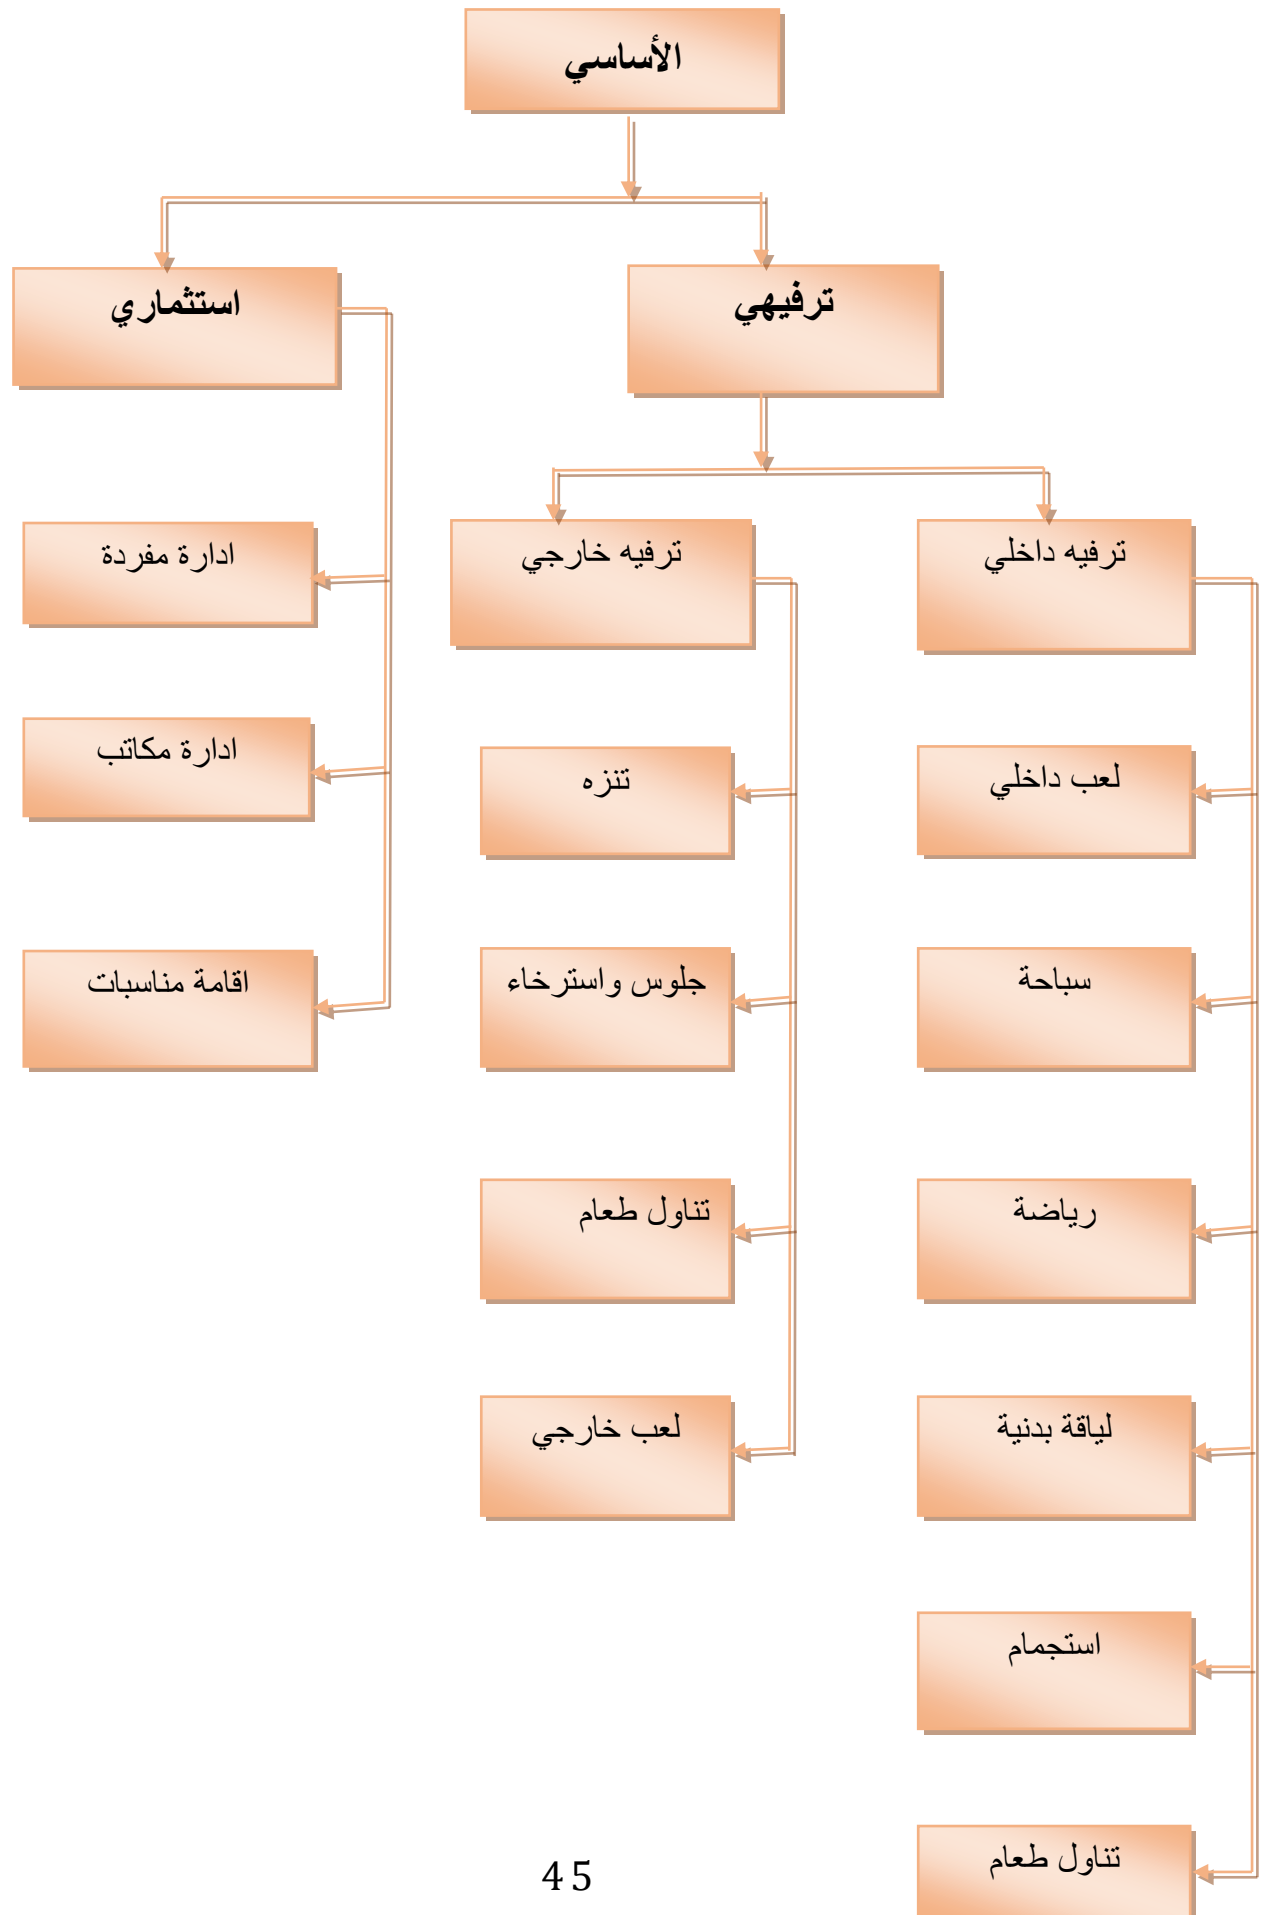 الأساسي
ترفيهي
استثماري
ترفيه داخلي
ترفيه خارجي
ادارة مفردة
لعب داخلي
تنزه
ادارة مكاتب
سباحة
جلوس واسترخاء
اقامة مناسبات
رياضة
تناول طعام
لياقة بدنية
لعب خارجي
استجمام
تناول طعام
45